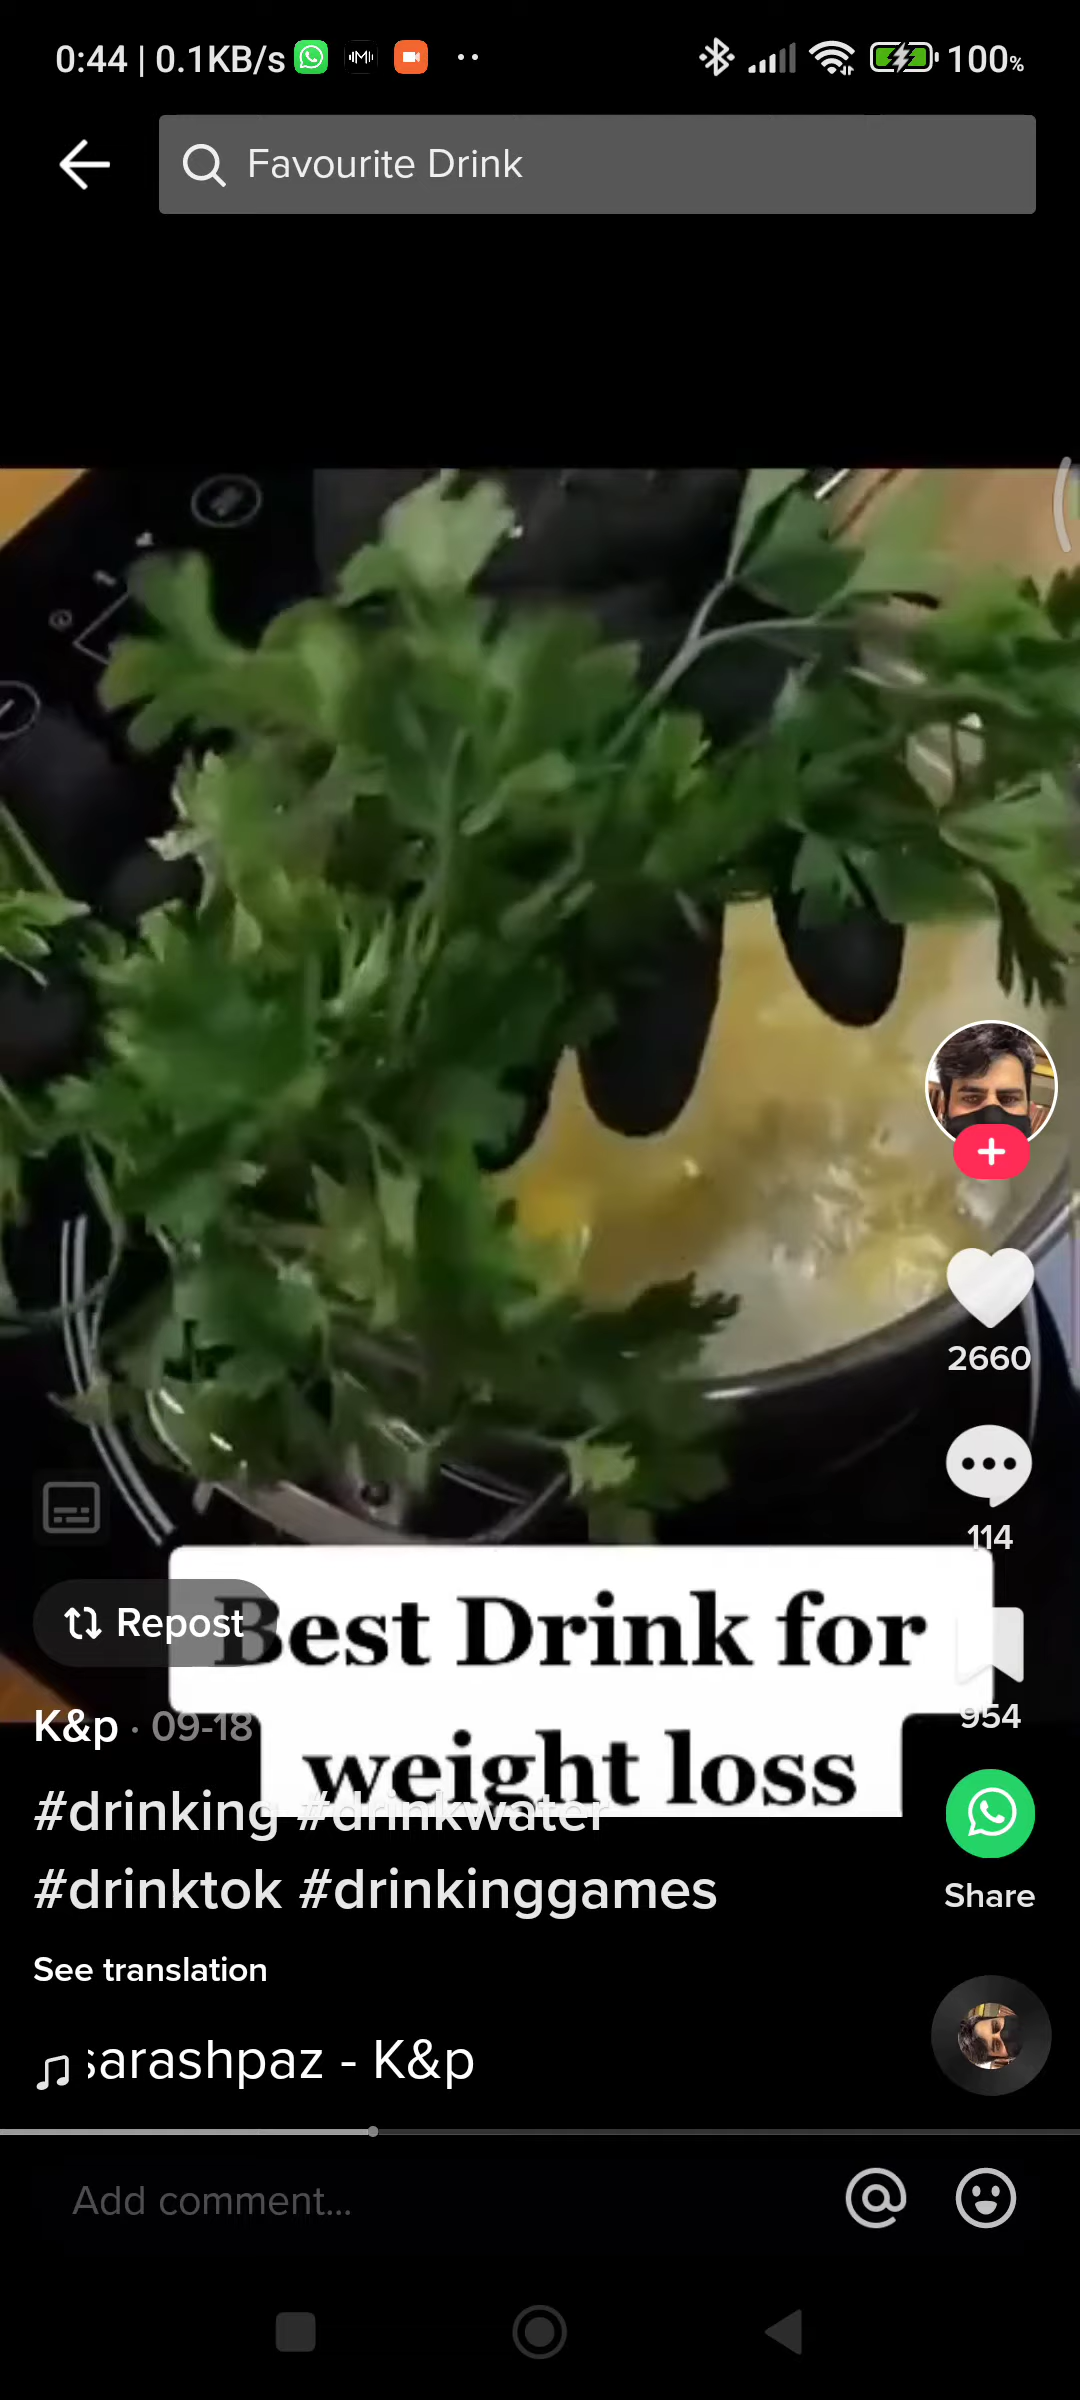 0:44 | 0.1KB/s
100%
Favourite Drink
2660
114
Best Drink for
Repost
954
K&p · 09-18
weight loss
#drinking #drinkwater
#drinktok #drinkinggames
Share
See translation
sarashpaz - K&p
Add comment...